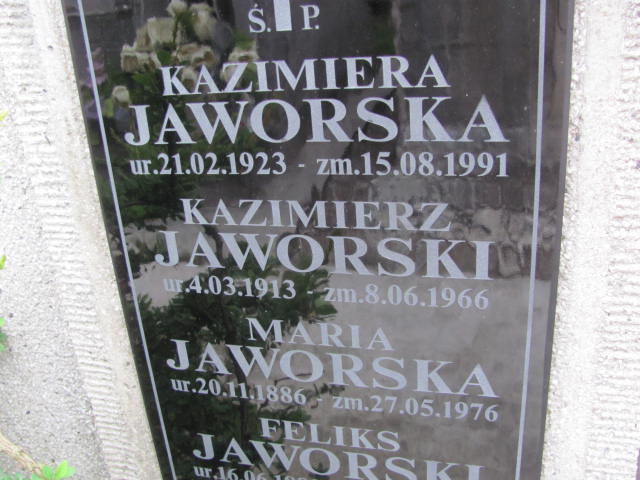 Ś. P.
KAZIMIERA
JAWORSKA
ur.21.02.1923 - zm.15.08.1991
KAZIMIERZ
JAWORSKI
ur.4.03.1913 - zm.8.06.1966
MARIA
JAWORSKA
ur.20.11.1886 - zm.27.05.1976
FELIKS
JAWORSKI